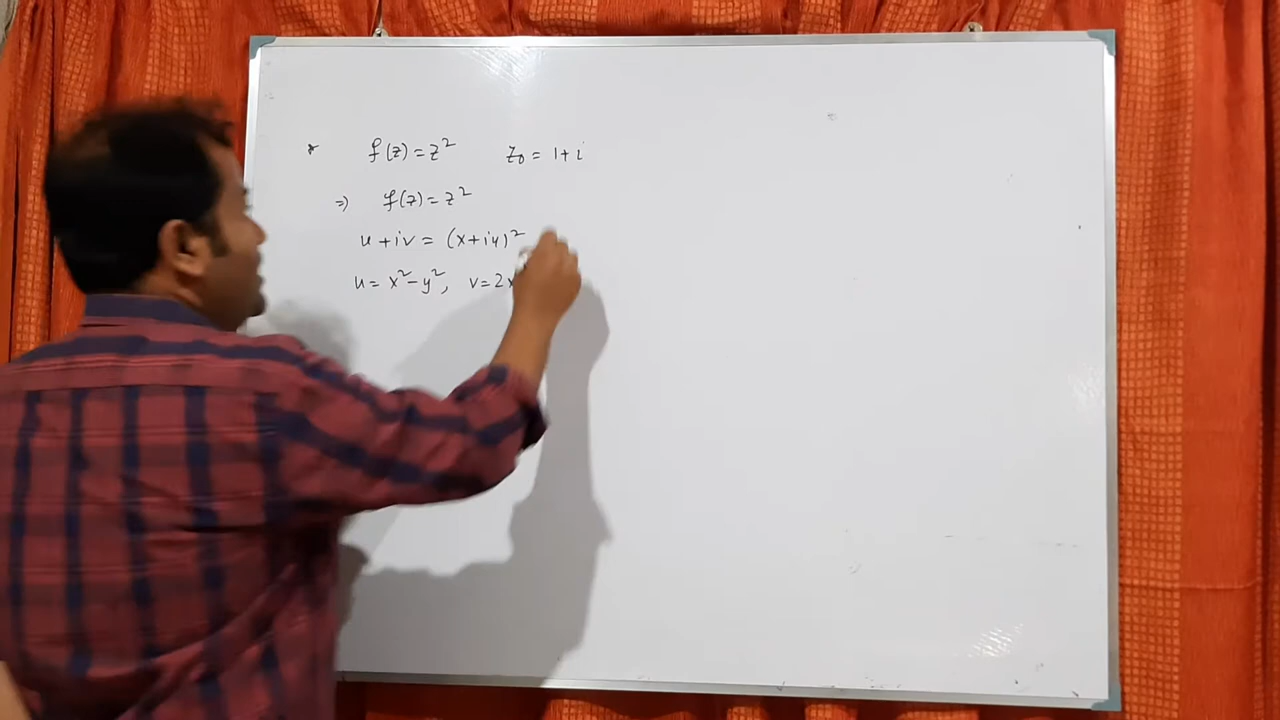 * f(z) = z² z₀ = 1+i
⇒) f(z) = z²
u + iv = (x+iy)²
u = x² - y², v = 2x